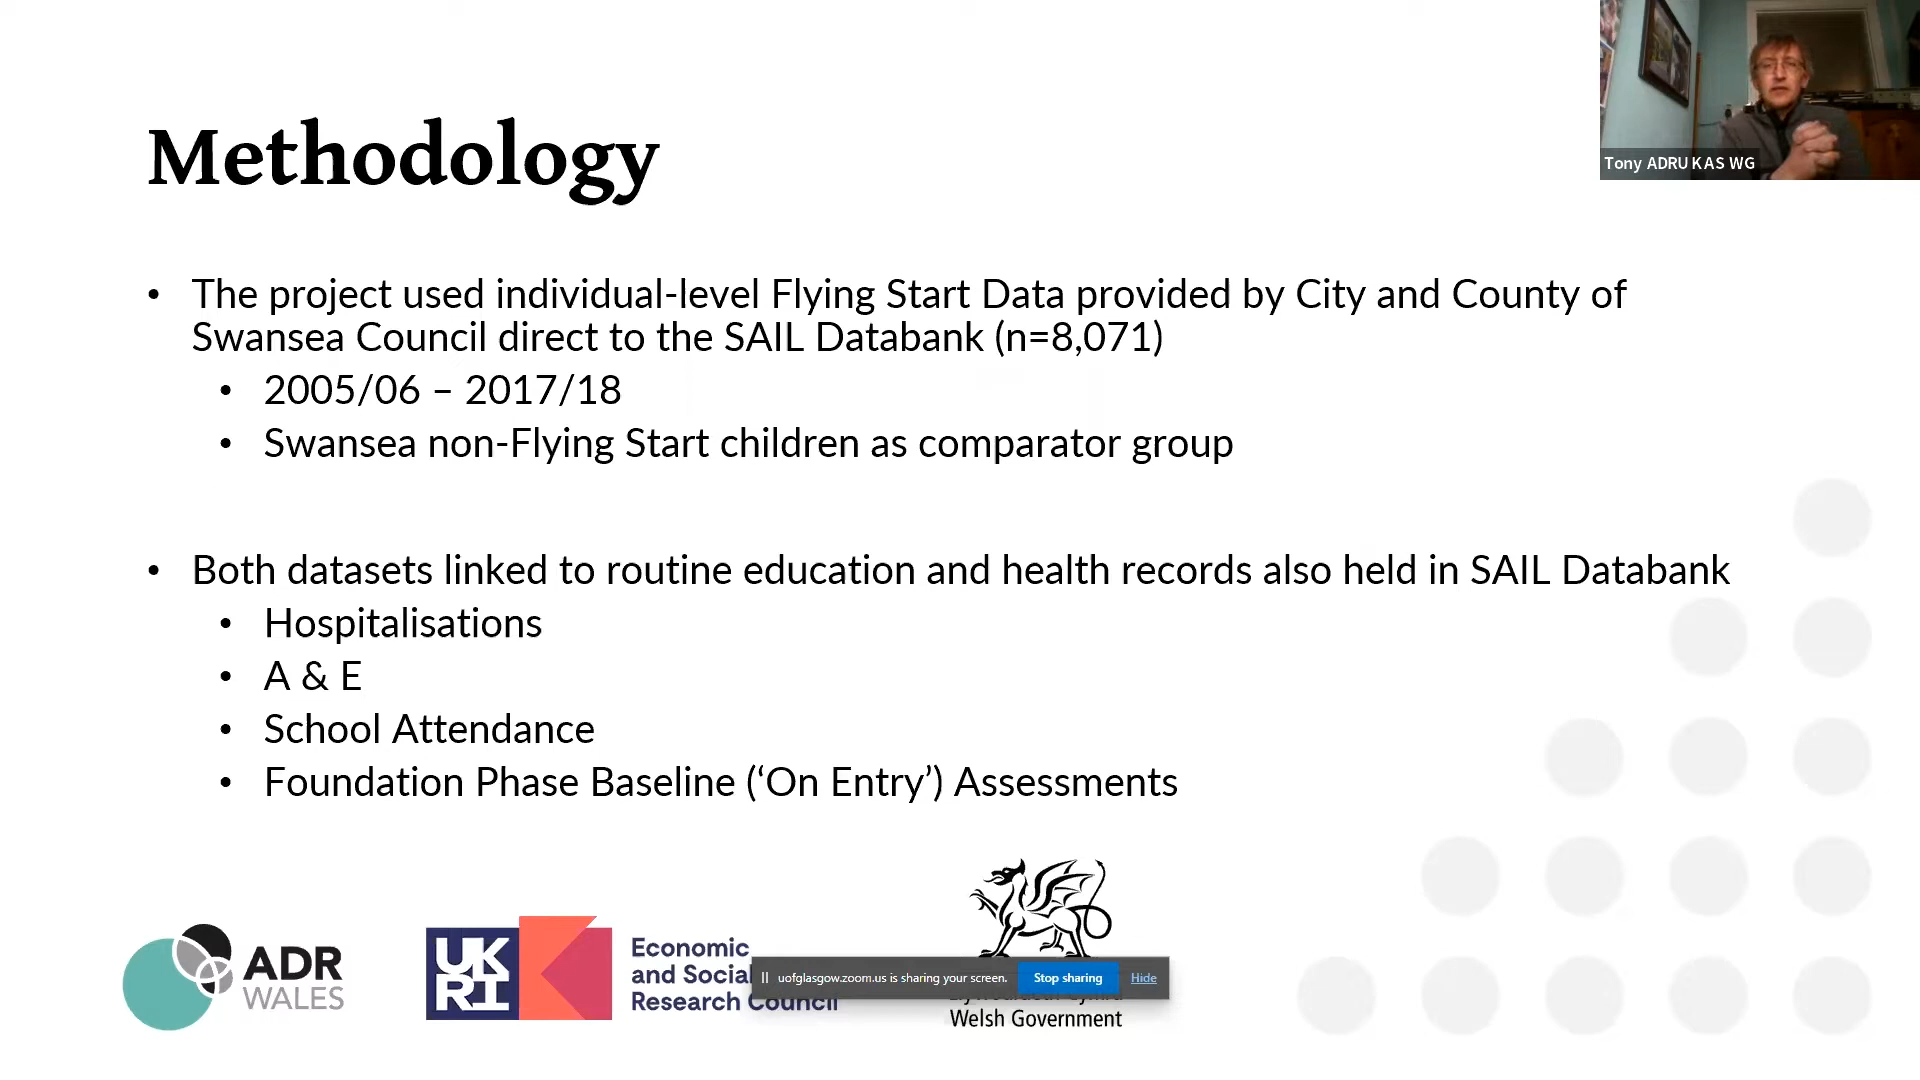 Methodology
Tony ADRU KAS WG
• The project used individual-level Flying Start Data provided by City and County of
Swansea Council direct to the SAIL Databank (n=8,071)
• 2005/06 – 2017/18
• Swansea non-Flying Start children as comparator group
• Both datasets linked to routine education and health records also held in SAIL Databank
• Hospitalisations
• A & E
• School Attendance
• Foundation Phase Baseline (‘On Entry’) Assessments
ADR
WALES
UK
RI
Economic
and Social
Research Council
uofglasgow.zoom.us is sharing your screen.
Stop sharing
Hide
Welsh Government